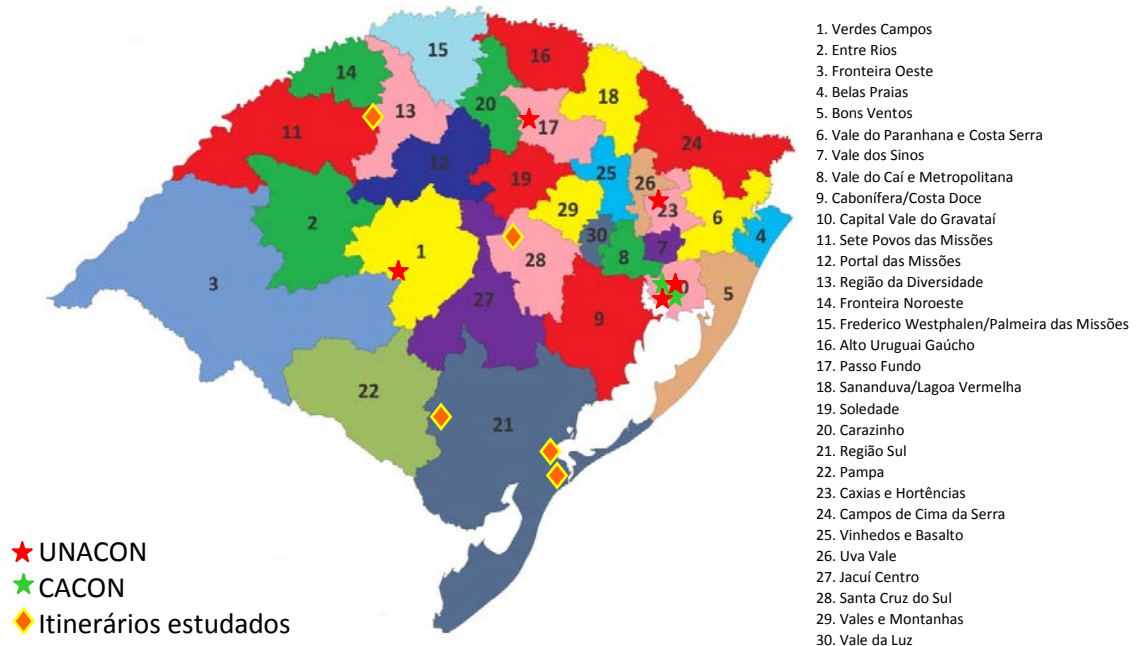 15
16
14
18
20
13
17
11
12
24
19
25
26
23
29
6
2
1
30
4
28
8
7
3
27
0
5
9
22
21
UNACON
CACON
Itinerários estudados
1. Verdes Campos
2. Entre Rios
3. Fronteira Oeste
4. Belas Praias
5. Bons Ventos
6. Vale do Paranhana e Costa Serra
7. Vale dos Sinos
8. Vale do Caí e Metropolitana
9. Cabonífera/Costa Doce
10. Capital Vale do Gravataí
11. Sete Povos das Missões
12. Portal das Missões
13. Região da Diversidade
14. Fronteira Noroeste
15. Frederico Westphalen/Palmeira das Missões
16. Alto Uruguai Gaúcho
17. Passo Fundo
18. Sananduva/Lagoa Vermelha
19. Soledade
20. Carazinho
21. Região Sul
22. Pampa
23. Caxias e Hortências
24. Campos de Cima da Serra
25. Vinhedos e Basalto
26. Uva Vale
27. Jacuí Centro
28. Santa Cruz do Sul
29. Vales e Montanhas
30. Vale da Luz